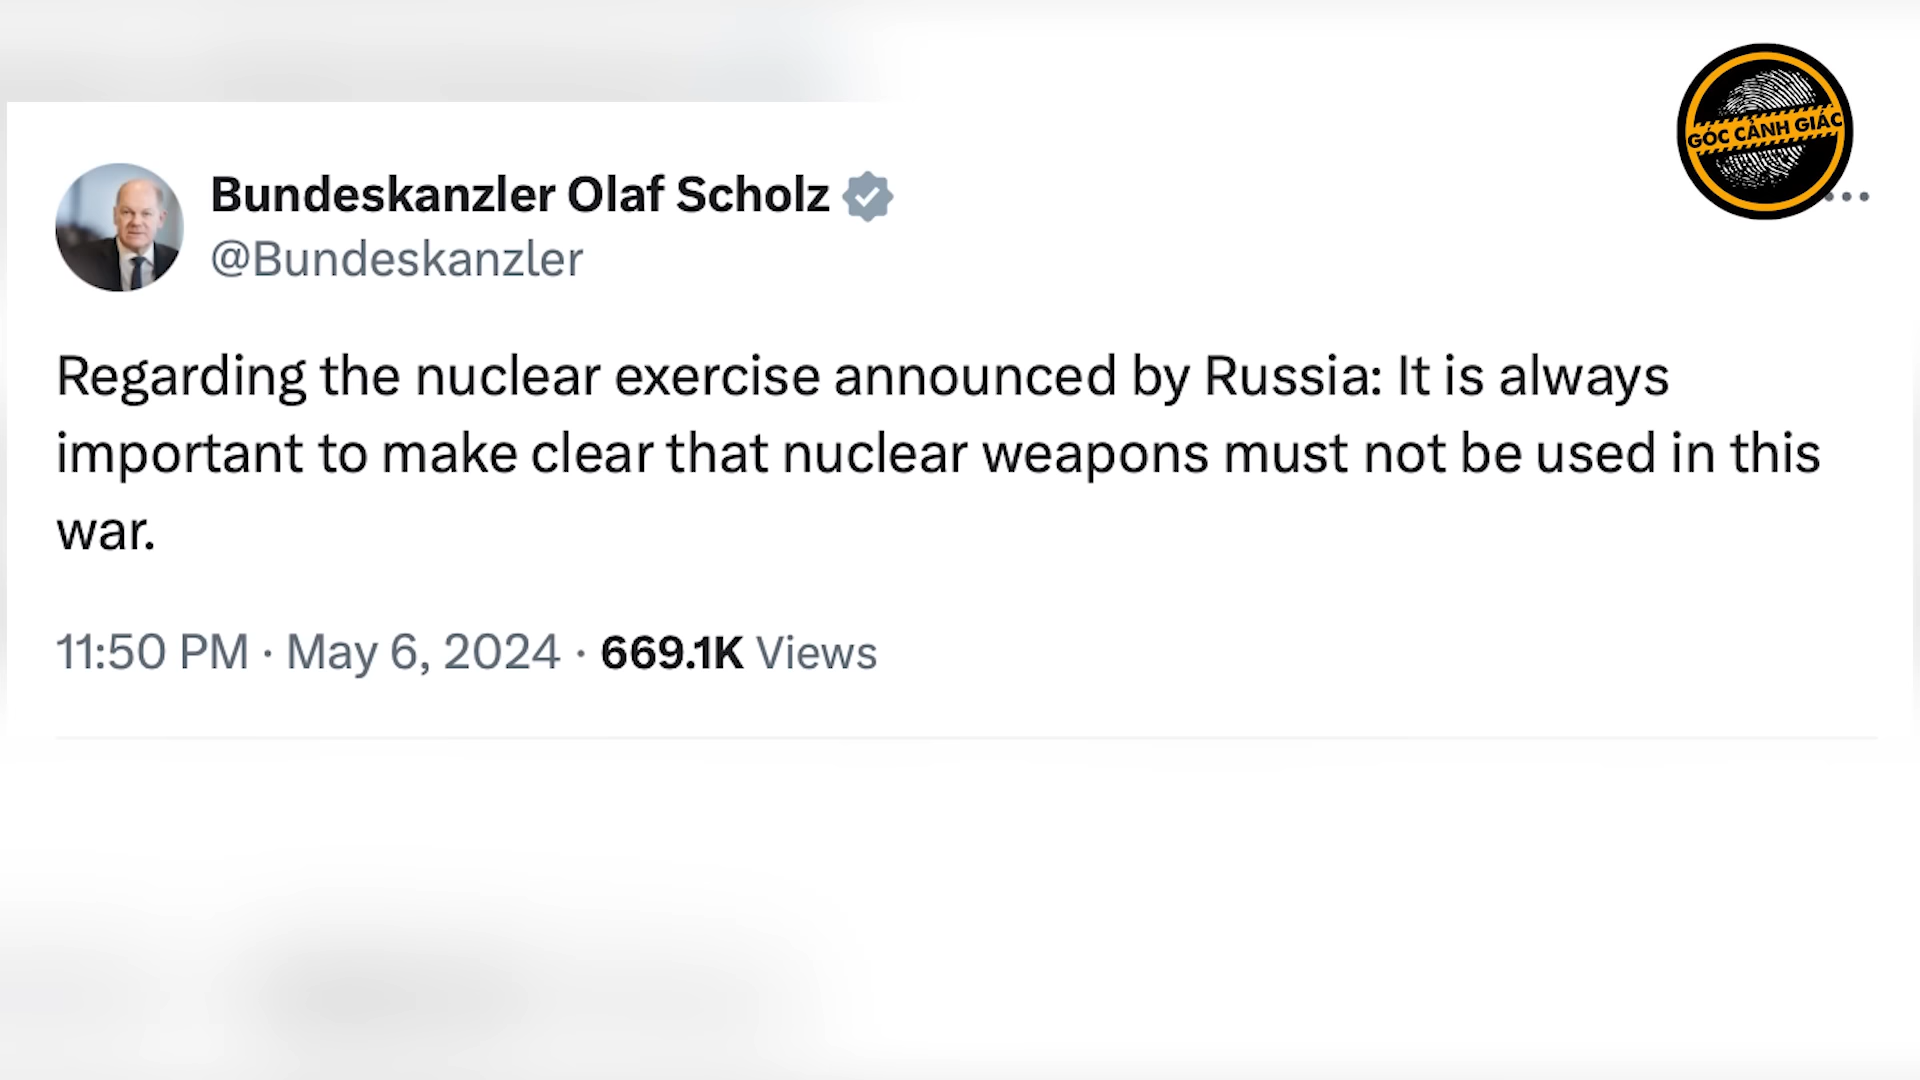 GÓC CẢNH GIÁC
Bundeskanzler Olaf Scholz
@Bundeskanzler
Regarding the nuclear exercise announced by Russia: It is always
important to make clear that nuclear weapons must not be used in this
war.
11:50 PM · May 6, 2024 · 669.1K Views